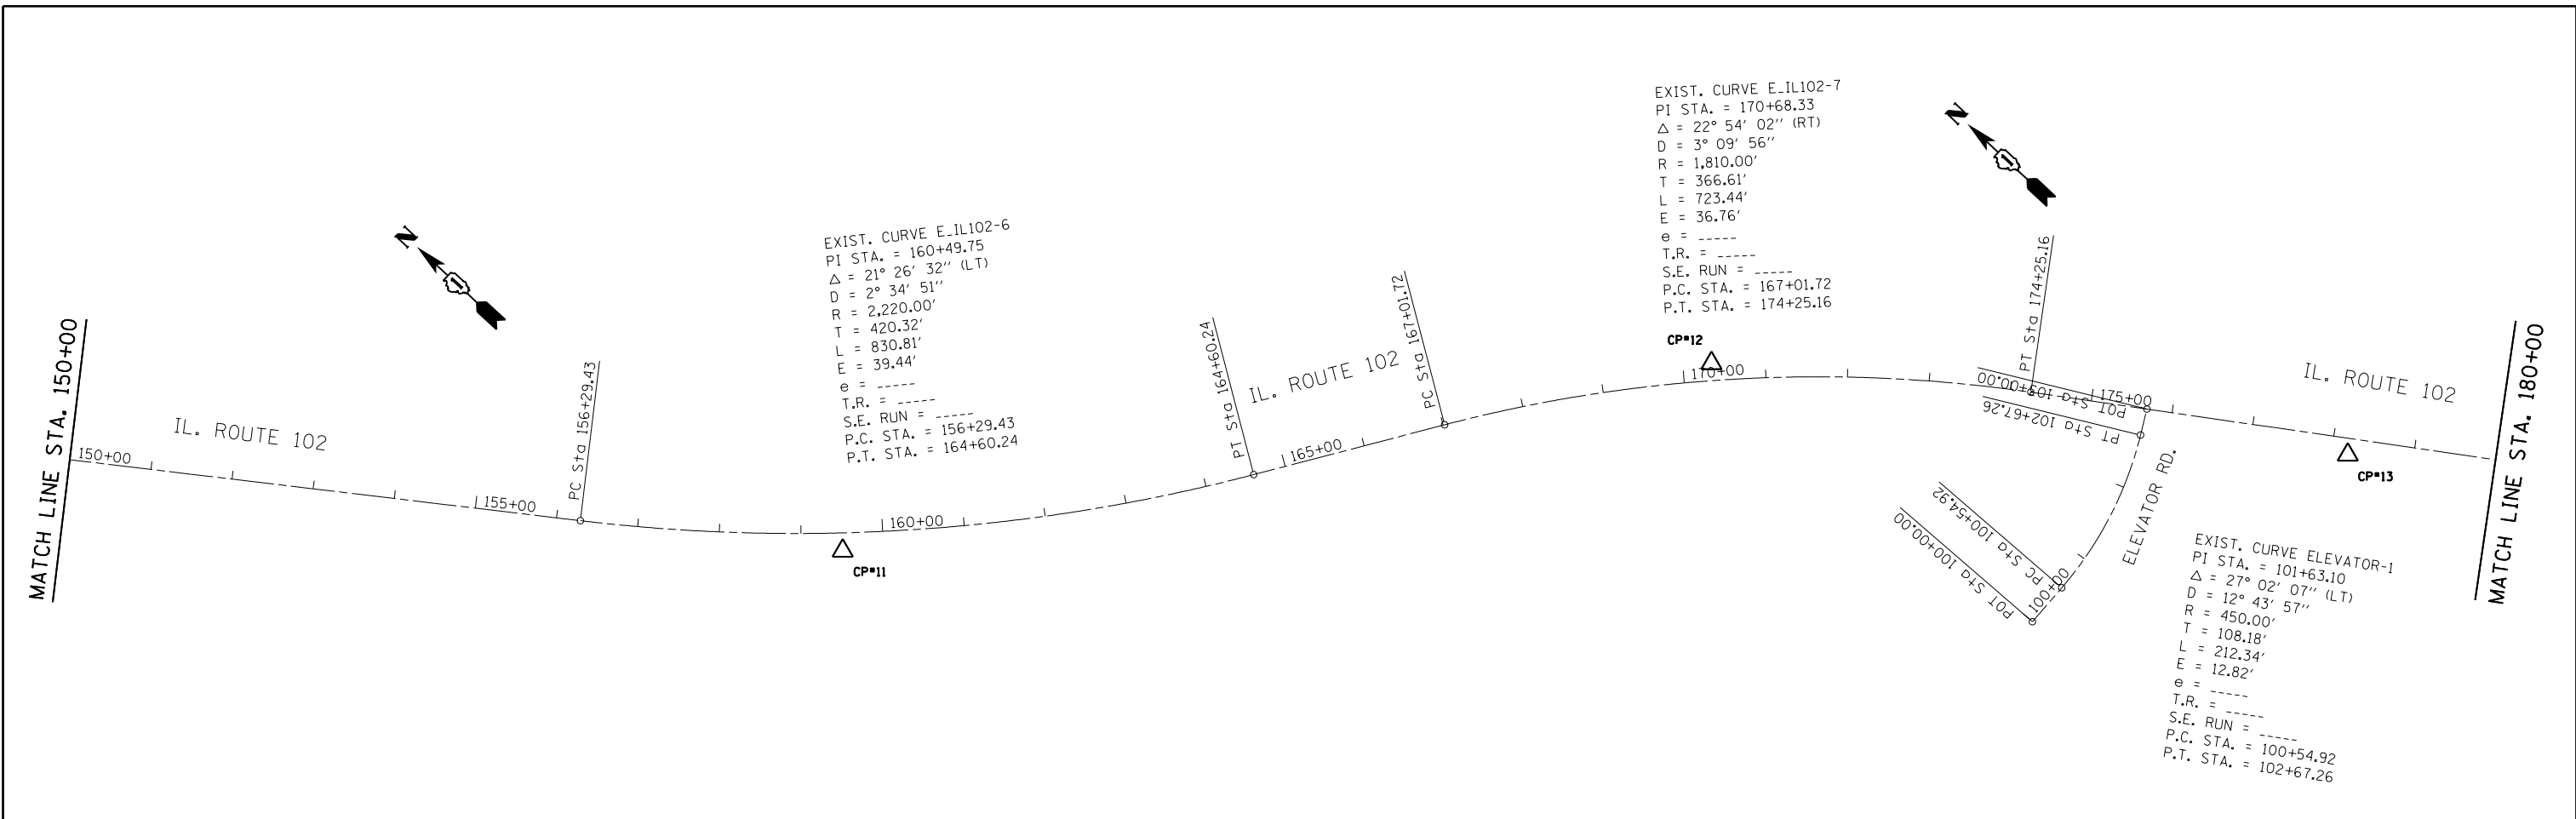 MATCH LINE STA. 150+00
150+00
IL. ROUTE 102
N
155+00
PC Sta 156+29.43
EXIST. CURVE E_IL102-6
PI STA. = 160+49.75
△ = 21° 26' 32'' (LT)
D = 2° 34' 51''
R = 2,220.00'
T = 420.32'
L = 830.81'
E = 39.44'
e = -----
T.R. = -----
S.E. RUN = -----
P.C. STA. = 156+29.43
P.T. STA. = 164+60.24
CP#11
160+00
PT Sta 164+60.24
IL. ROUTE 102
165+00
PC Sta 167+01.72
EXIST. CURVE E_IL102-7
PI STA. = 170+68.33
△ = 22° 54' 02'' (RT)
D = 3° 09' 56''
R = 1,810.00'
T = 366.61'
L = 723.44'
E = 36.76'
e = -----
T.R. = -----
S.E. RUN = -----
P.C. STA. = 167+01.72
P.T. STA. = 174+25.16
CP#12
170+00
N
PT Sta 174+25.16
175+00
POT Sta 103+00.00
PT Sta 102+67.26
PC Sta 100+54.92
POT Sta 100+00.00
100+00
ELEVATOR RD.
IL. ROUTE 102
CP#13
EXIST. CURVE ELEVATOR-1
PI STA. = 101+63.10
△ = 27° 02' 07'' (LT)
D = 12° 43' 57''
R = 450.00'
T = 108.18'
L = 212.34'
E = 12.82'
e = -----
T.R. = -----
S.E. RUN = -----
P.C. STA. = 100+54.92
P.T. STA. = 102+67.26
MATCH LINE STA. 180+00